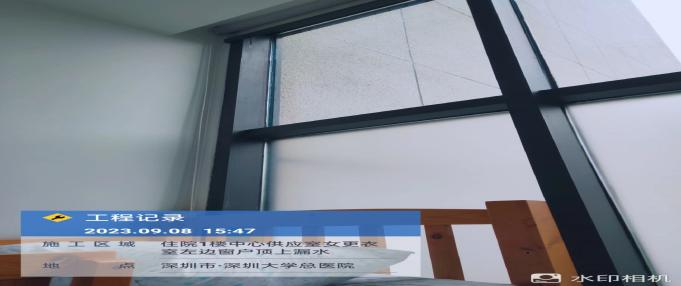 工程记录
2023.09.08 15:47
施工区域 住院1楼中心供应室女更衣
室左边窗户顶上漏水
地点 深圳市·深圳大学总医院
水印相机